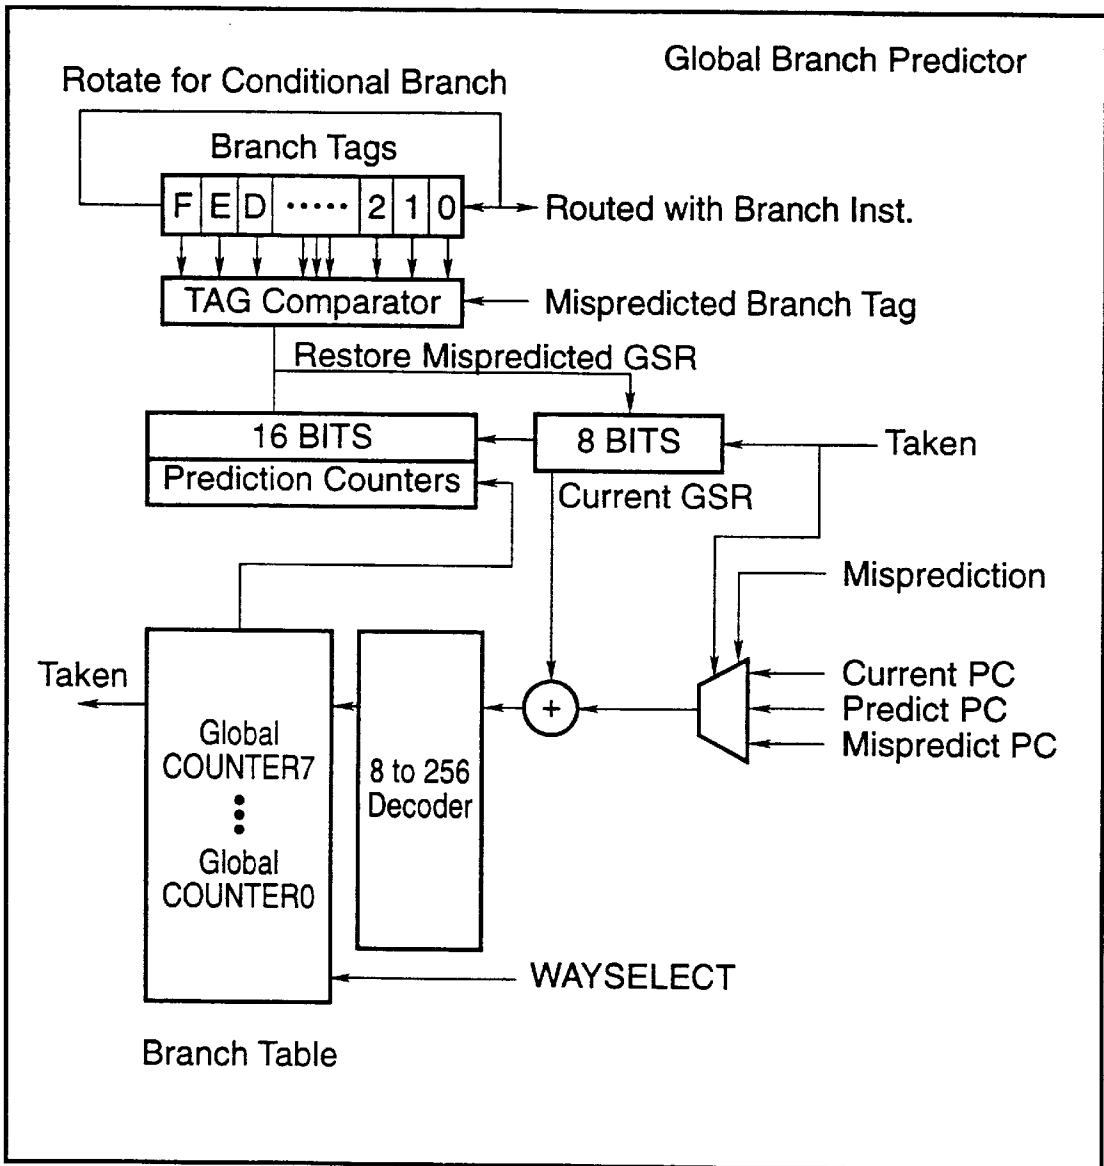 Global Branch Predictor
Rotate for Conditional Branch
Branch Tags
F E D ..... 2 1 0
Routed with Branch Inst.
TAG Comparator
Mispredicted Branch Tag
Restore Mispredicted GSR
16 BITS
8 BITS
Taken
Prediction Counters
Current GSR
Misprediction
Taken
Current PC
Predict PC
Mispredict PC
+
Global
COUNTER7
Global
COUNTER0
8 to 256
Decoder
WAYSELECT
Branch Table